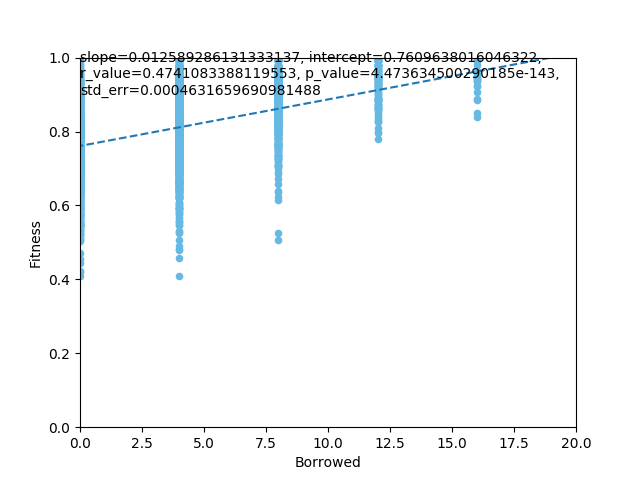 slope=0.012589286131333137, intercept=0.7609638016046322,
r_value=0.4741083388119553, p_value=4.473634500290185e-143,
std_err=0.0004631659690981488
1.0
0.8
0.6
0.4
0.2
0.0
Fitness
0.0 2.5 5.0 7.5 10.0 12.5 15.0 17.5 20.0
Borrowed